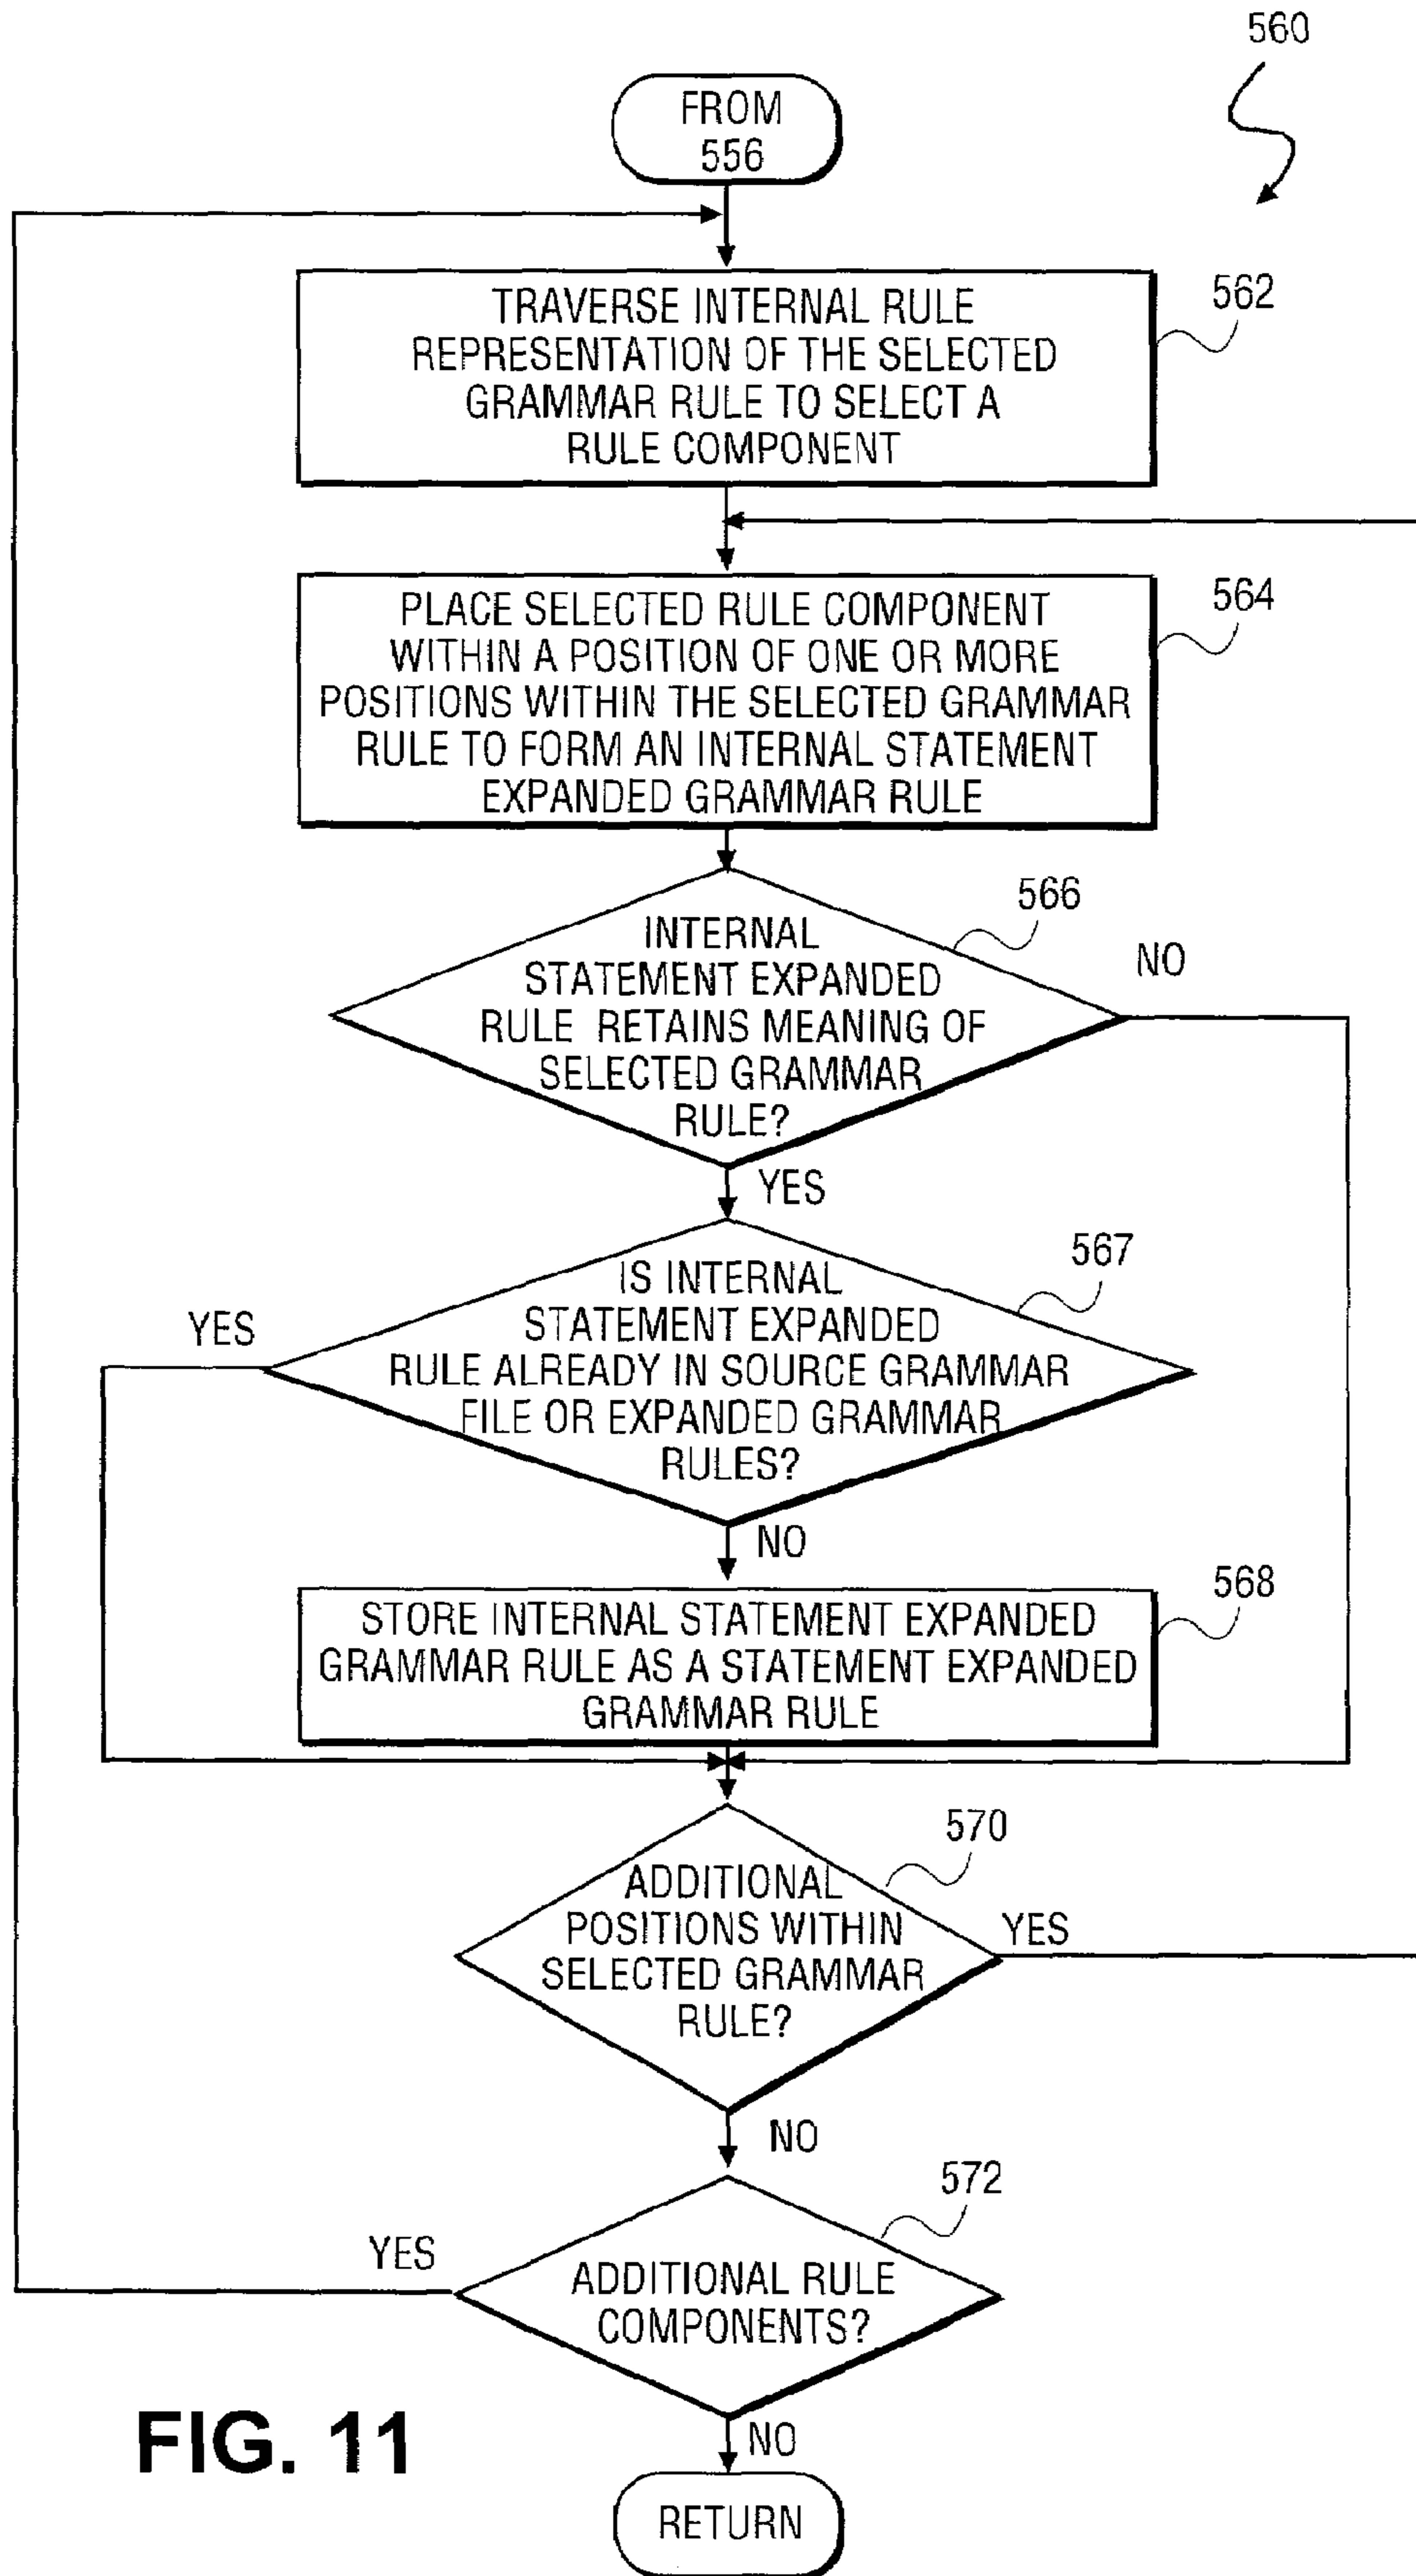 560
FROM
556
TRAVERSE INTERNAL RULE
REPRESENTATION OF THE SELECTED
GRAMMAR RULE TO SELECT A
RULE COMPONENT
562
PLACE SELECTED RULE COMPONENT
WITHIN A POSITION OF ONE OR MORE
POSITIONS WITHIN THE SELECTED GRAMMAR
RULE TO FORM AN INTERNAL STATEMENT
EXPANDED GRAMMAR RULE
564
INTERNAL
STATEMENT EXPANDED
RULE RETAINS MEANING OF
SELECTED GRAMMAR
RULE?
566
NO
YES
IS INTERNAL
STATEMENT EXPANDED
RULE ALREADY IN SOURCE GRAMMAR
FILE OR EXPANDED GRAMMAR
RULES?
567
YES
NO
STORE INTERNAL STATEMENT EXPANDED
GRAMMAR RULE AS A STATEMENT EXPANDED
GRAMMAR RULE
568
ADDITIONAL
POSITIONS WITHIN
SELECTED GRAMMAR
RULE?
570
YES
NO
ADDITIONAL RULE
COMPONENTS?
572
YES
NO
RETURN
FIG. 11